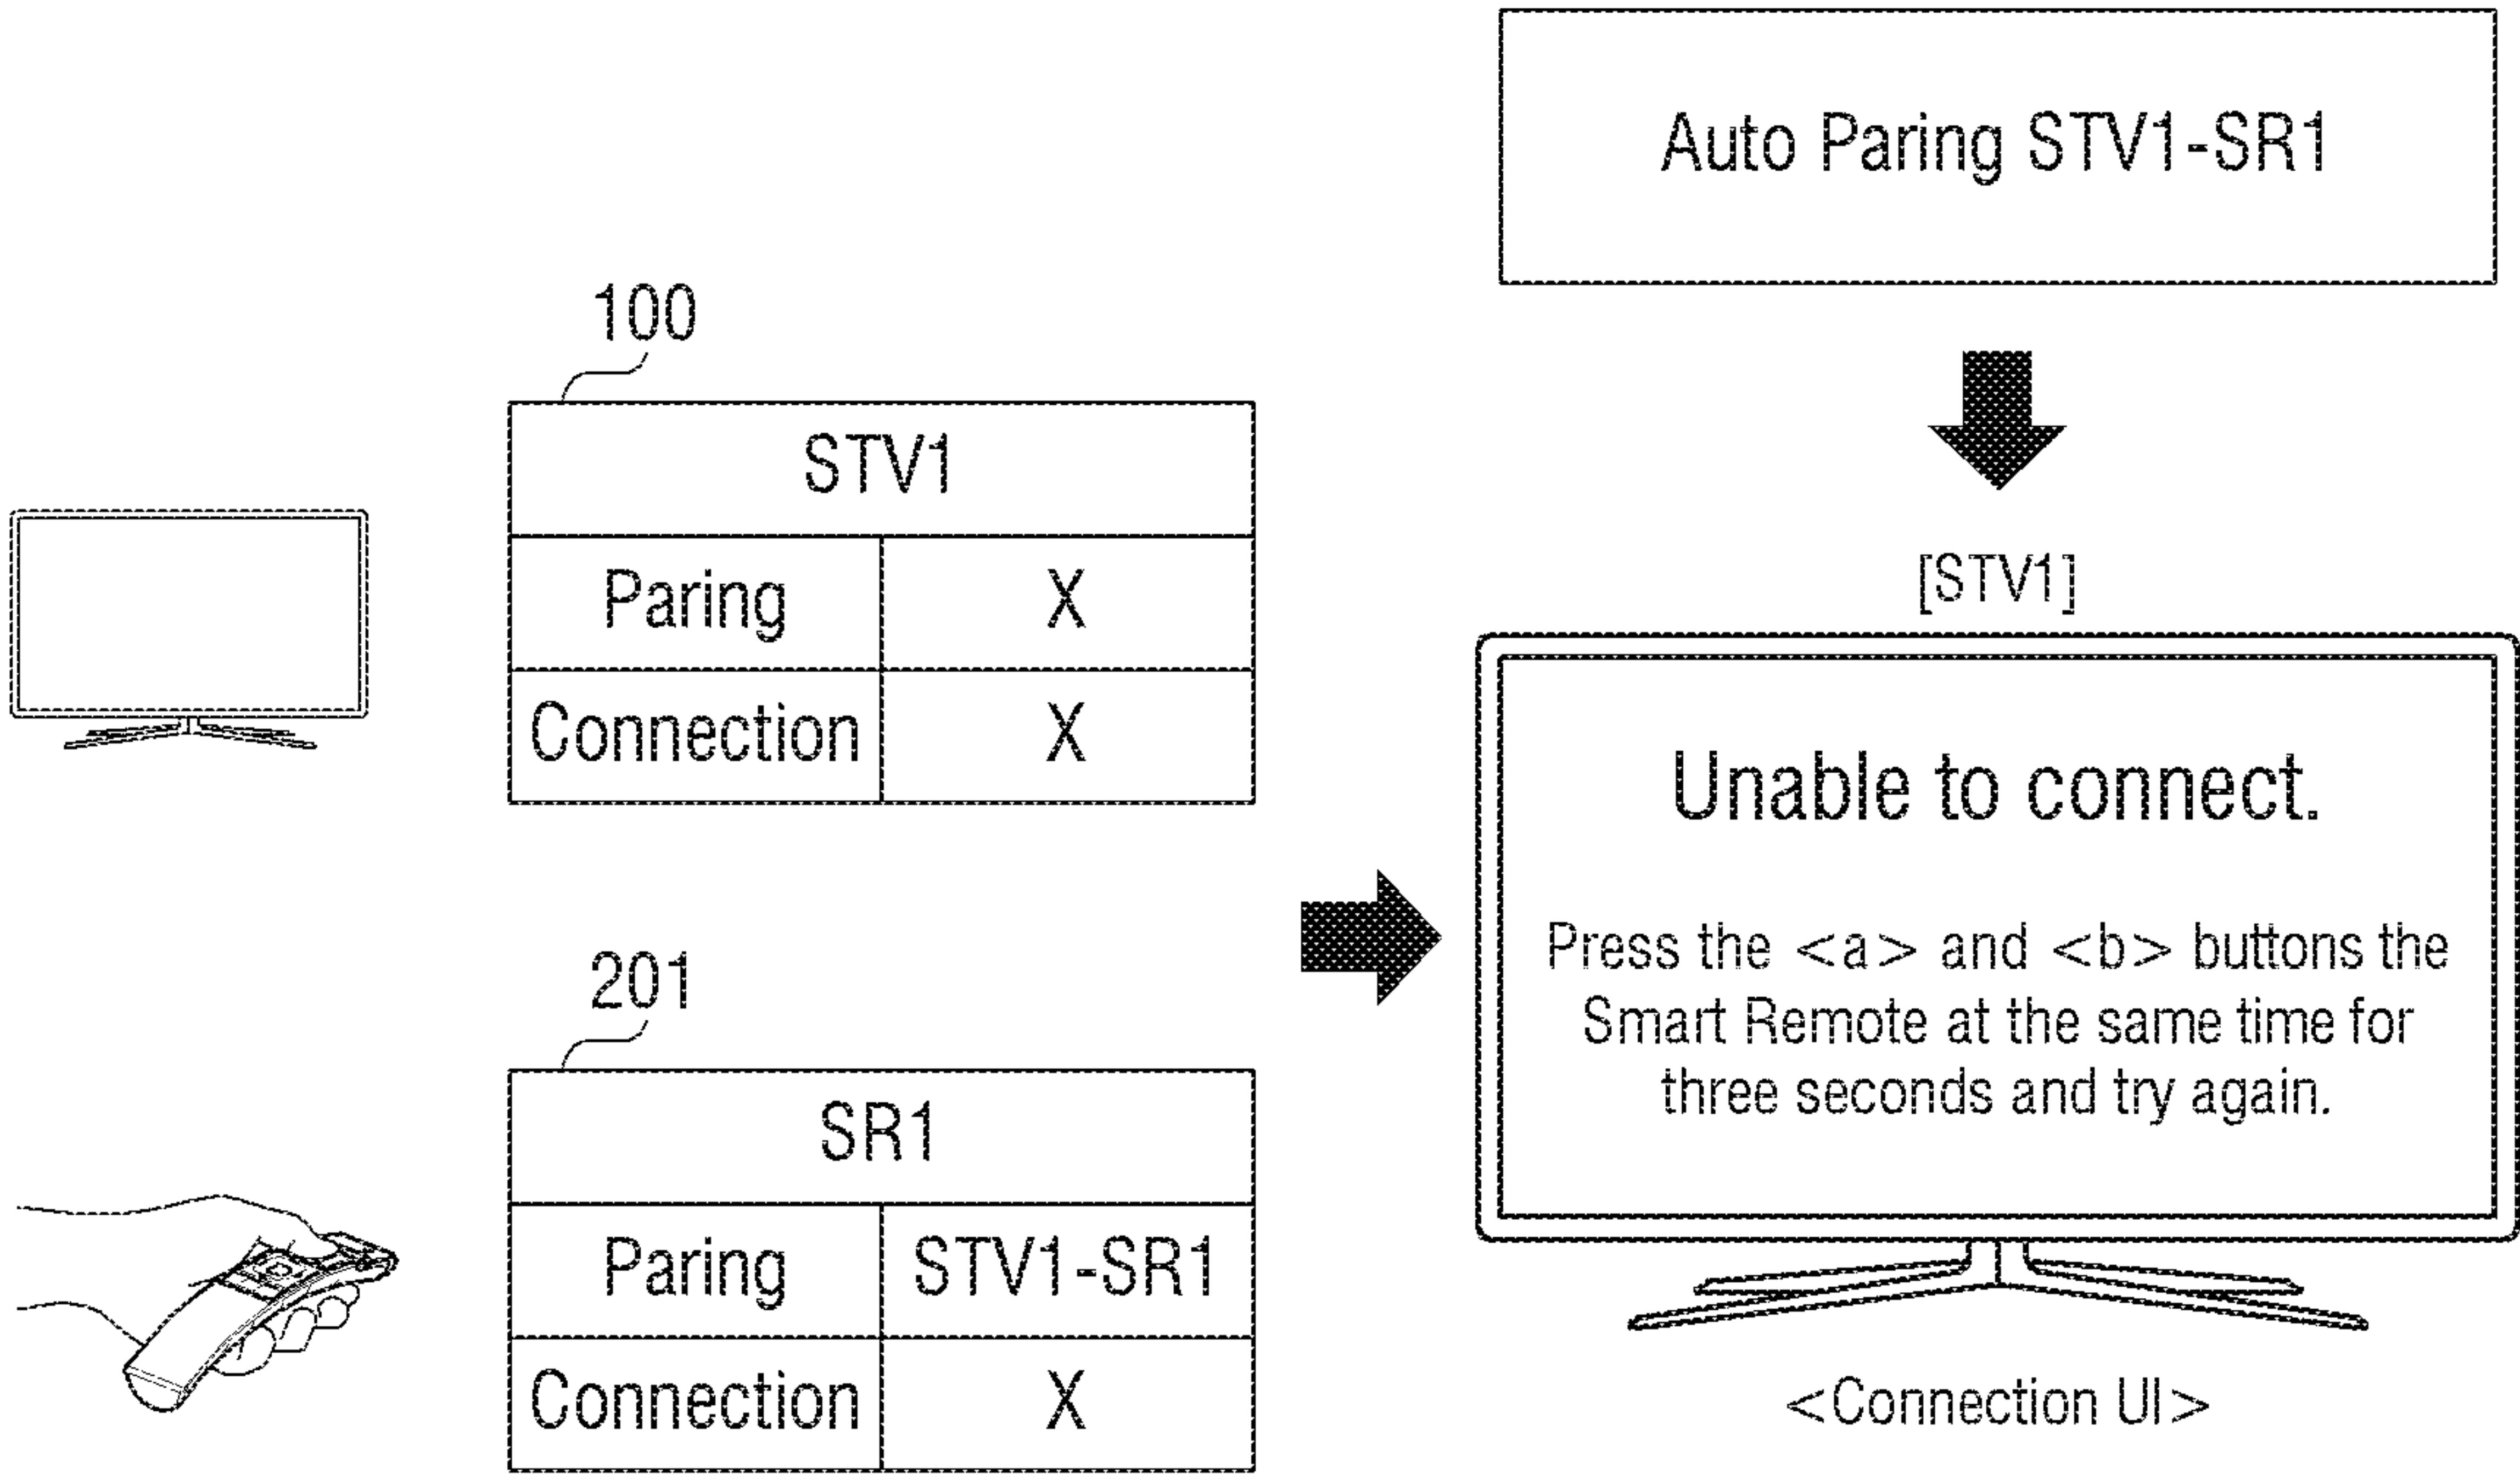 Auto Paring STV1-SR1
100
STV1
Paring X
Connection X
201
SR1
Paring STV1-SR1
Connection X
[STV1]
Unable to connect.
Press the <a> and <b> buttons the
Smart Remote at the same time for
three seconds and try again.
<Connection UI>